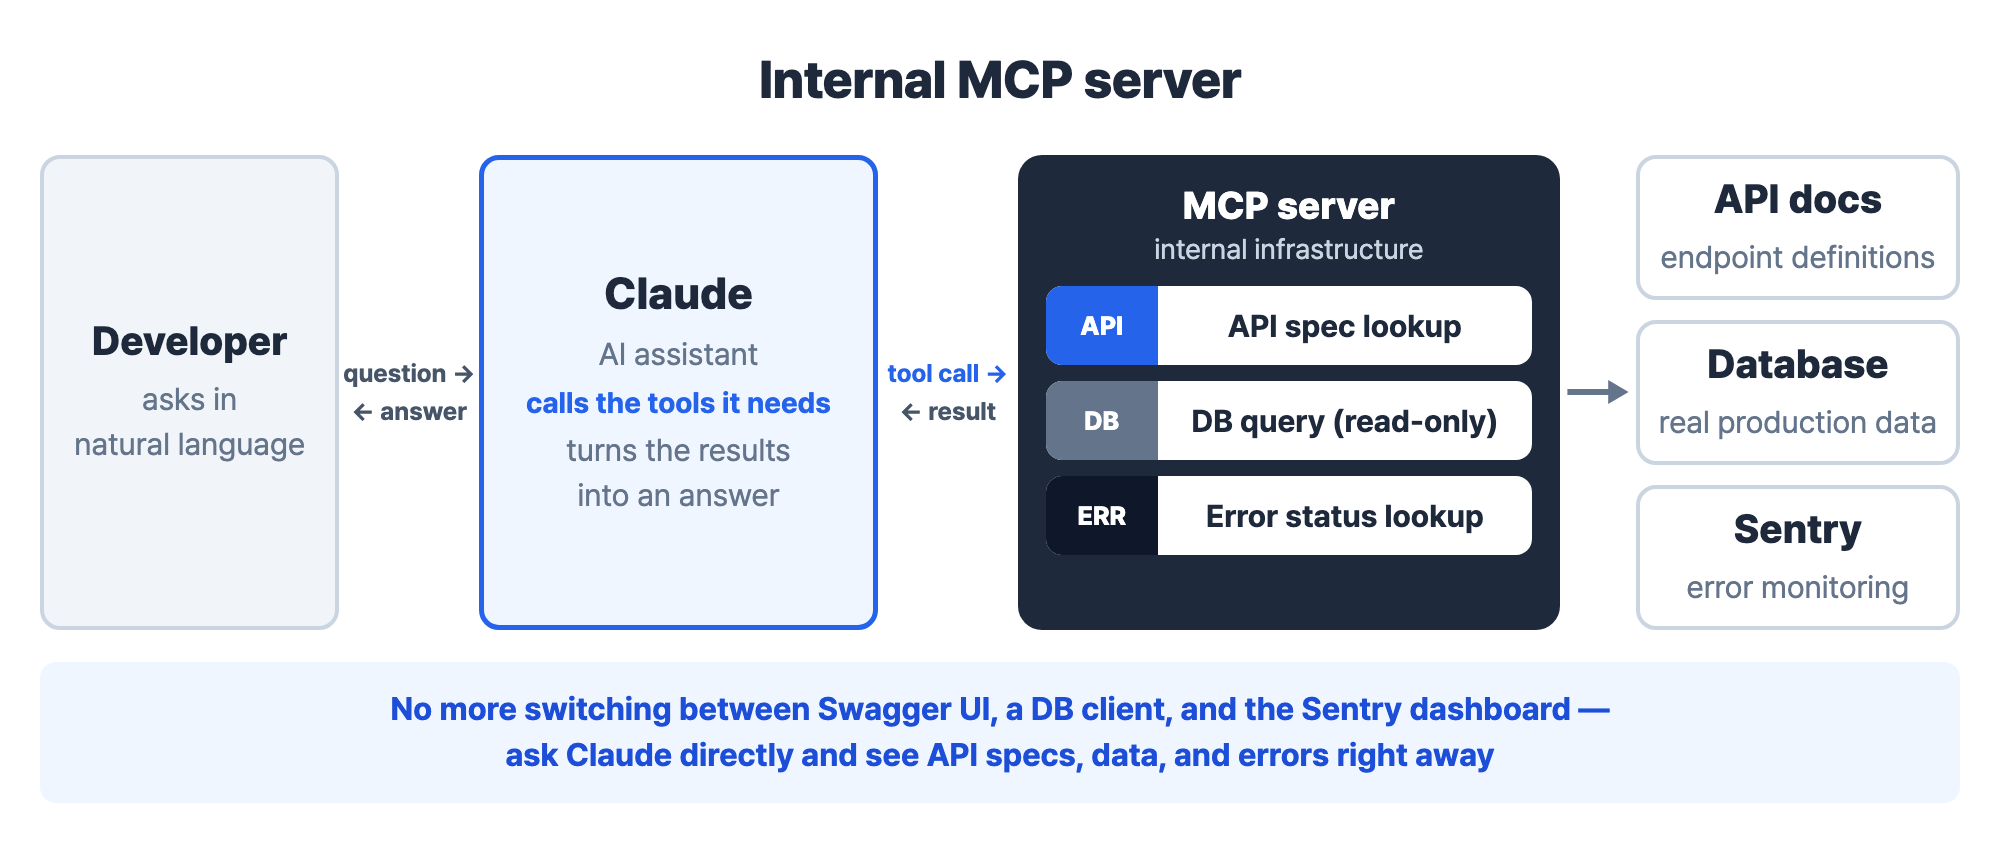 Internal MCP server
Developer
asks in
natural language
question →
← answer
Claude
AI assistant
calls the tools it needs
turns the results
into an answer
tool call →
← result
MCP server
internal infrastructure
API
API spec lookup
DB
DB query (read-only)
ERR
Error status lookup
API docs
endpoint definitions
Database
real production data
Sentry
error monitoring
No more switching between Swagger UI, a DB client, and the Sentry dashboard —
ask Claude directly and see API specs, data, and errors right away